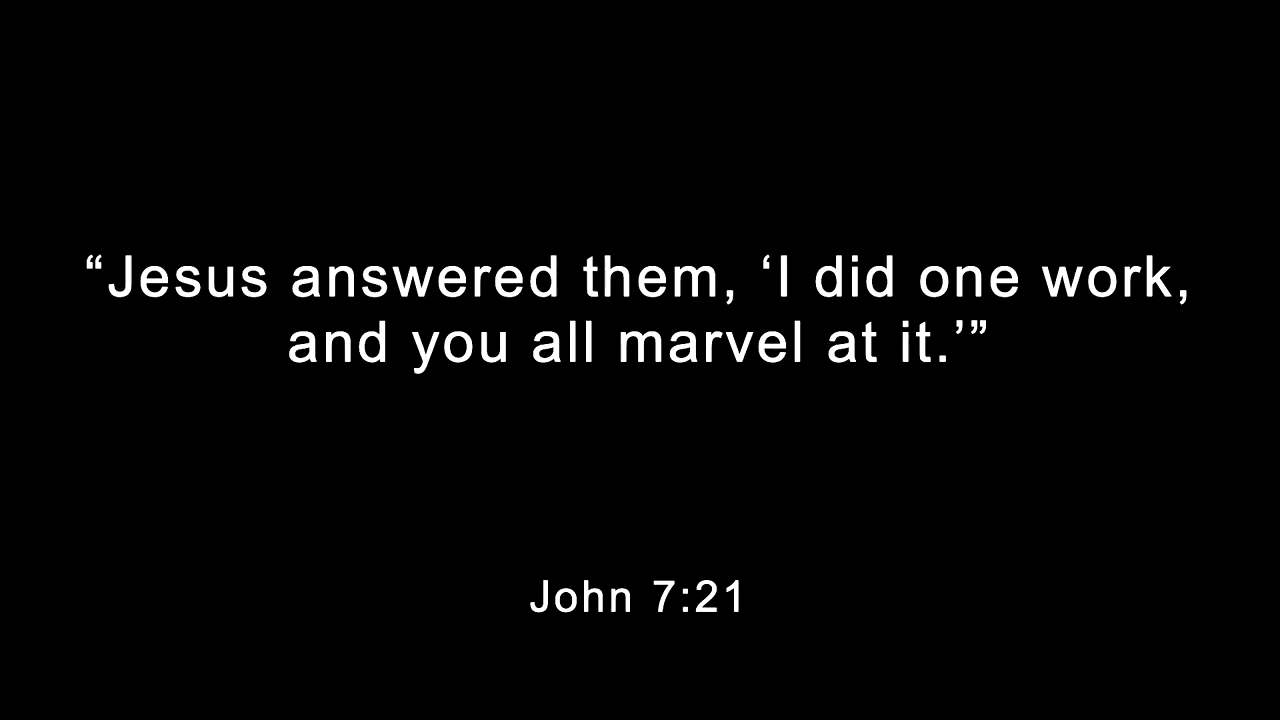 “Jesus answered them, ‘I did one work,
and you all marvel at it.’”
John 7:21